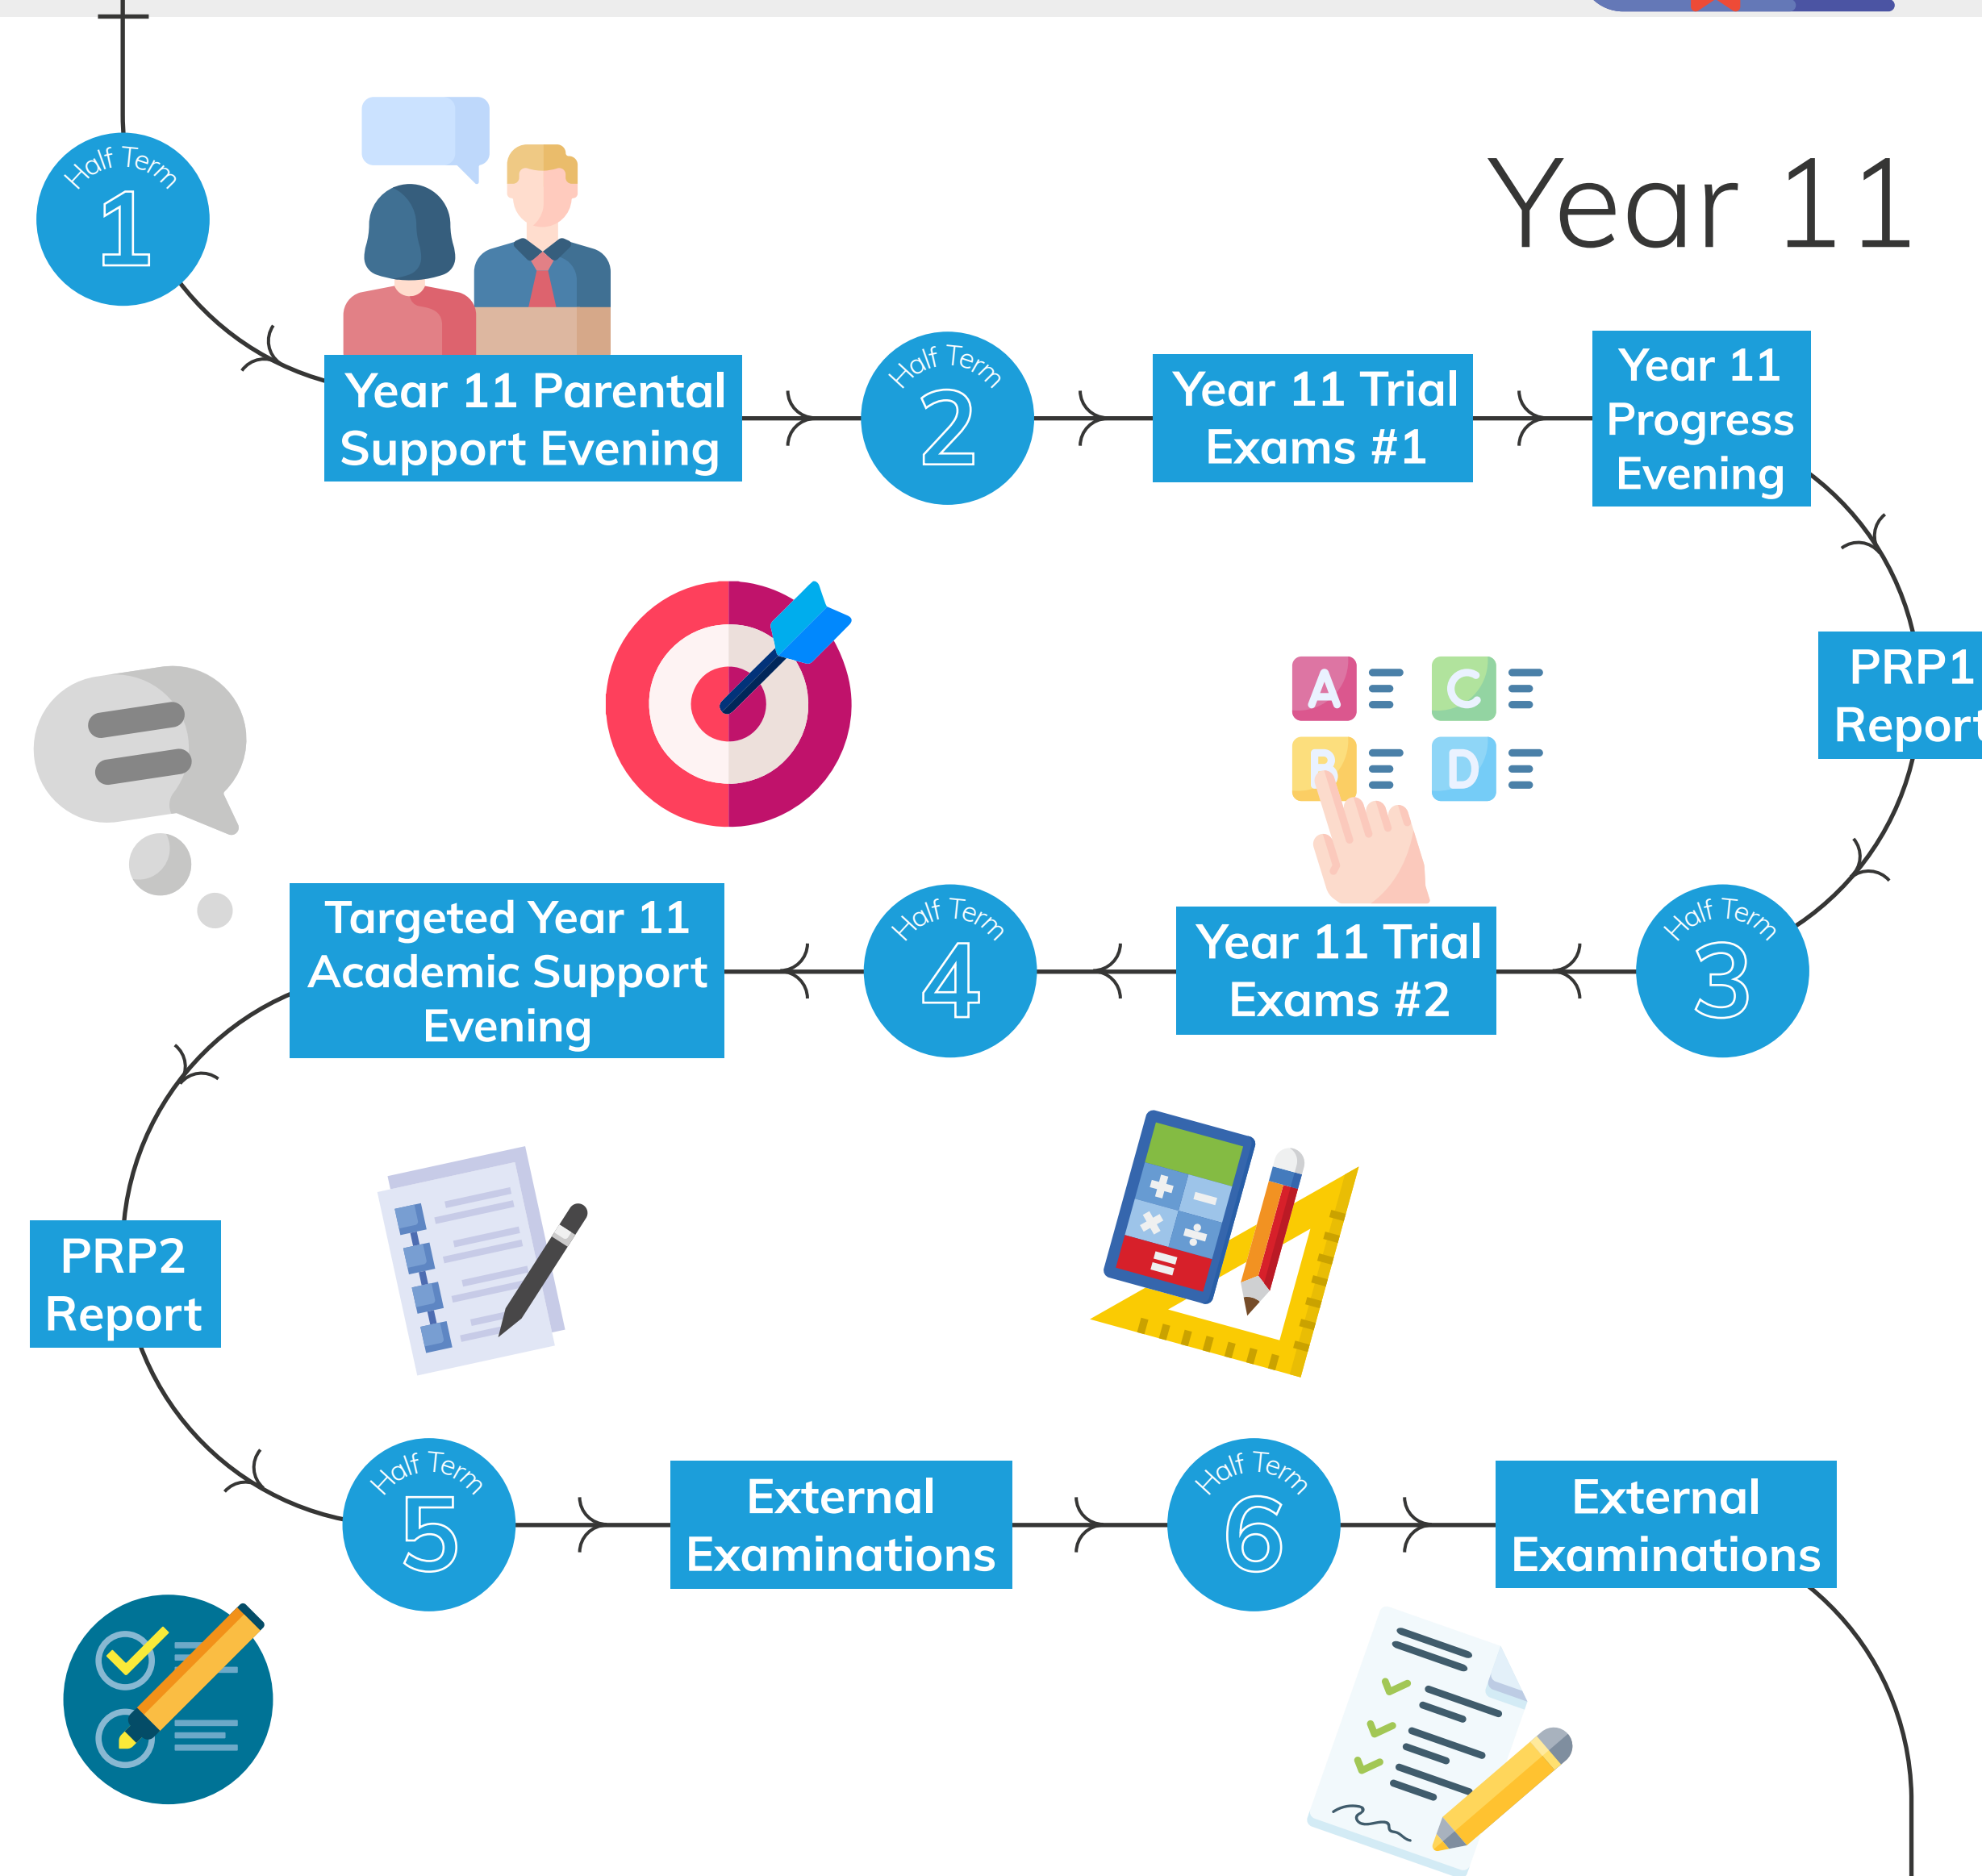 Year 11
Half Term
1
Year 11 Parental
Support Evening
Half Term
2
Year 11 Trial
Exams #1
Year 11
Progress
Evening
PRP1
Report
Half Term
3
A
C
B
D
Year 11 Trial
Exams #2
Half Term
4
Targeted Year 11
Academic Support
Evening
PRP2
Report
Half Term
5
External
Examinations
Half Term
6
External
Examinations